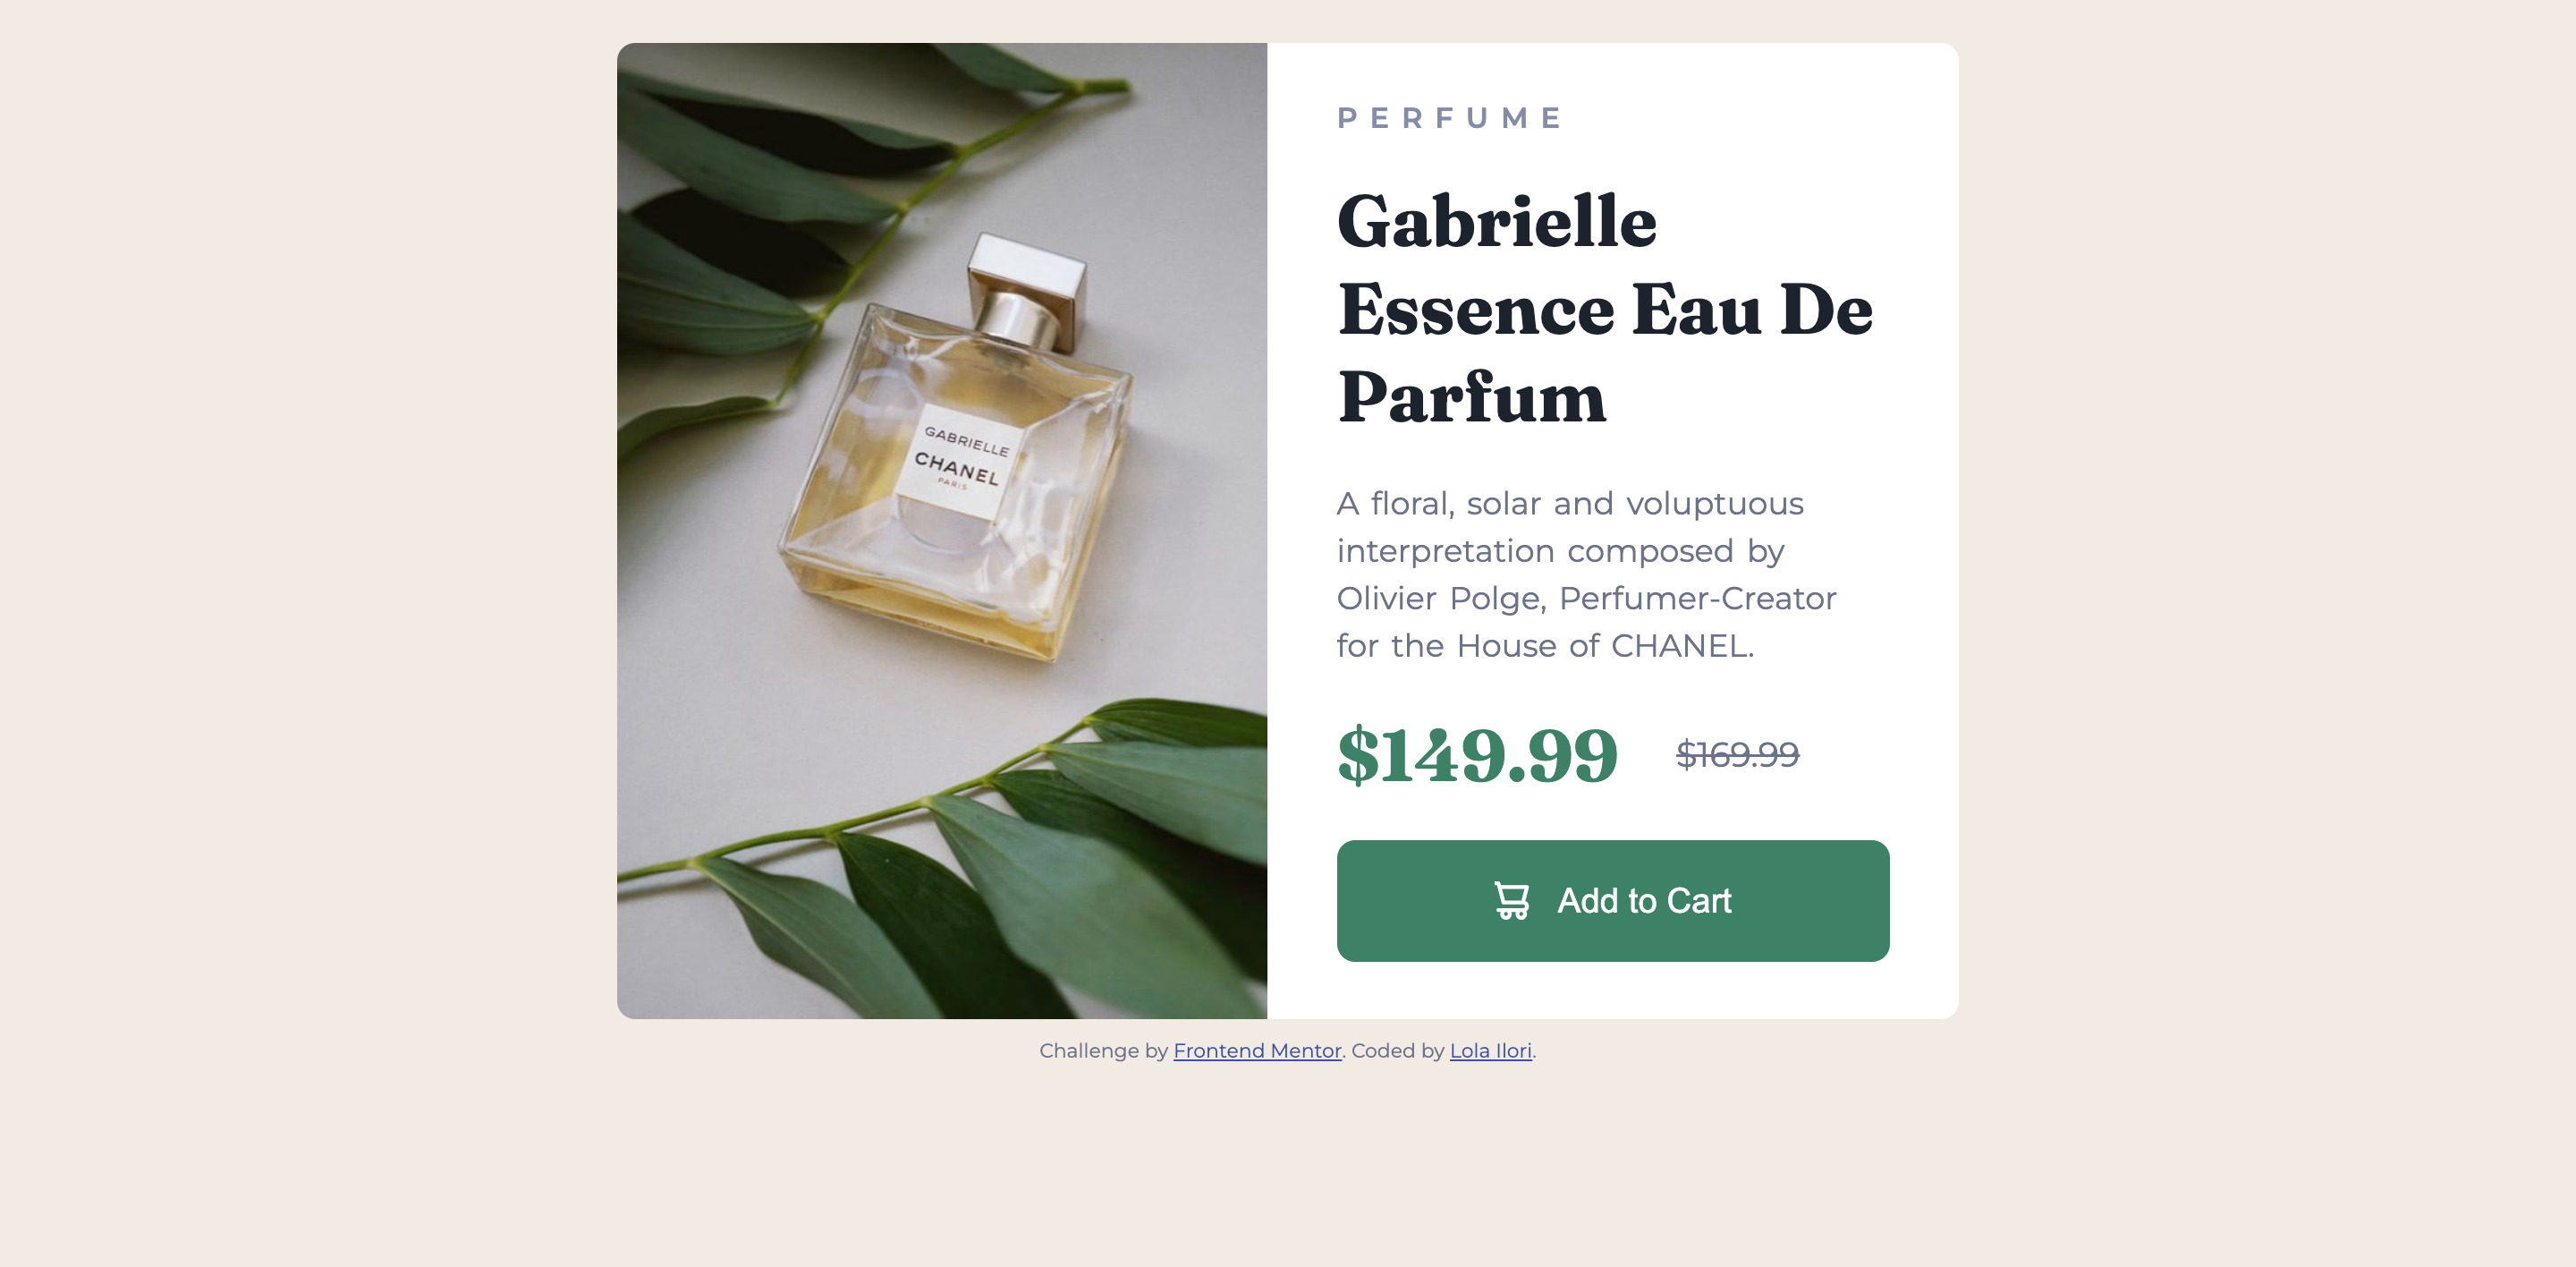 GABRIELLE
CHANEL
PARIS
PERFUME
Gabrielle
Essence Eau De
Parfum
A floral, solar and voluptuous
interpretation composed by
Olivier Polge, Perfumer-Creator
for the House of CHANEL.
$149.99 $169.99
Add to Cart
Challenge by Frontend Mentor. Coded by Lola Ilori.